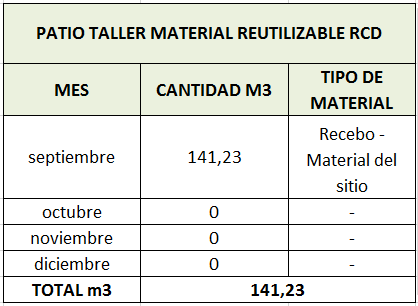 PATIO TALLER MATERIAL REUTILIZABLE RCD
MES CANTIDAD M3 TIPO DE MATERIAL
septiembre 141,23 Recebo - Material del sitio
octubre 0 -
noviembre 0 -
diciembre 0 -
TOTAL m3 141,23